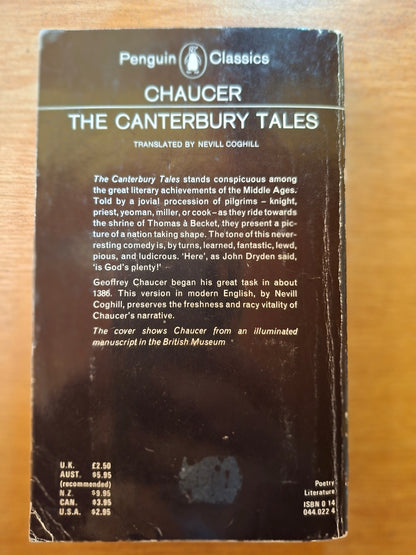 Penguin Classics
CHAUCER
THE CANTERBURY TALES
TRANSLATED BY NEVILL COGHILL
The Canterbury Tales stands conspicuous among
the great literary achievements of the Middle Ages.
Told by a jovial procession of pilgrims – knight,
priest, yeoman, miller, or cook – as they ride towards
the shrine of Thomas à Becket, they present a pic-
ture of a nation taking shape. The tone of this never-
resting comedy is, by turns, learned, fantastic, lewd,
pious, and ludicrous. 'Here', as John Dryden said,
'is God's plenty!'
Geoffrey Chaucer began his great task in about
1386. This version in modern English, by Nevill
Coghill, preserves the freshness and racy vitality of
Chaucer's narrative.
The cover shows Chaucer from an illuminated
manuscript in the British Museum
U.K. £2.50
AUST. $5.95
(recommended)
N.Z. $9.95
CAN. $3.95
U.S.A. $2.95
Poetry
Literature
ISBN 0 14
044.022 4